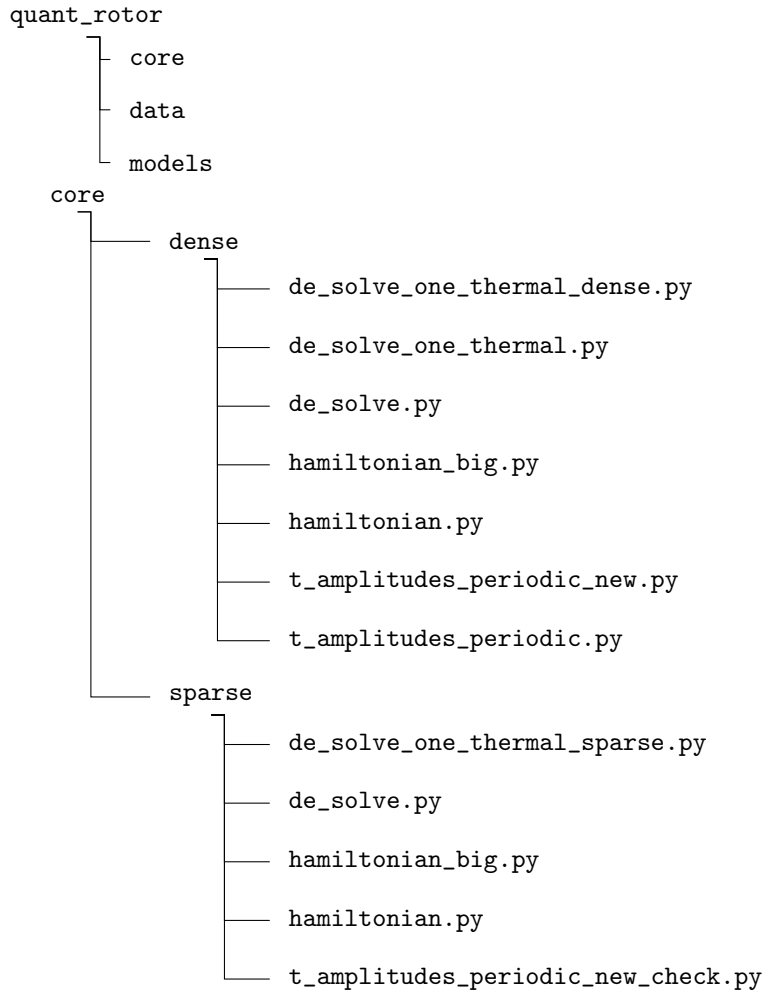 quant_rotor
core
data
models
core
dense
de_solve_one_thermal_dense.py
de_solve_one_thermal.py
de_solve.py
hamiltonian_big.py
hamiltonian.py
t_amplitudes_periodic_new.py
t_amplitudes_periodic.py
sparse
de_solve_one_thermal_sparse.py
de_solve.py
hamiltonian_big.py
hamiltonian.py
t_amplitudes_periodic_new_check.py